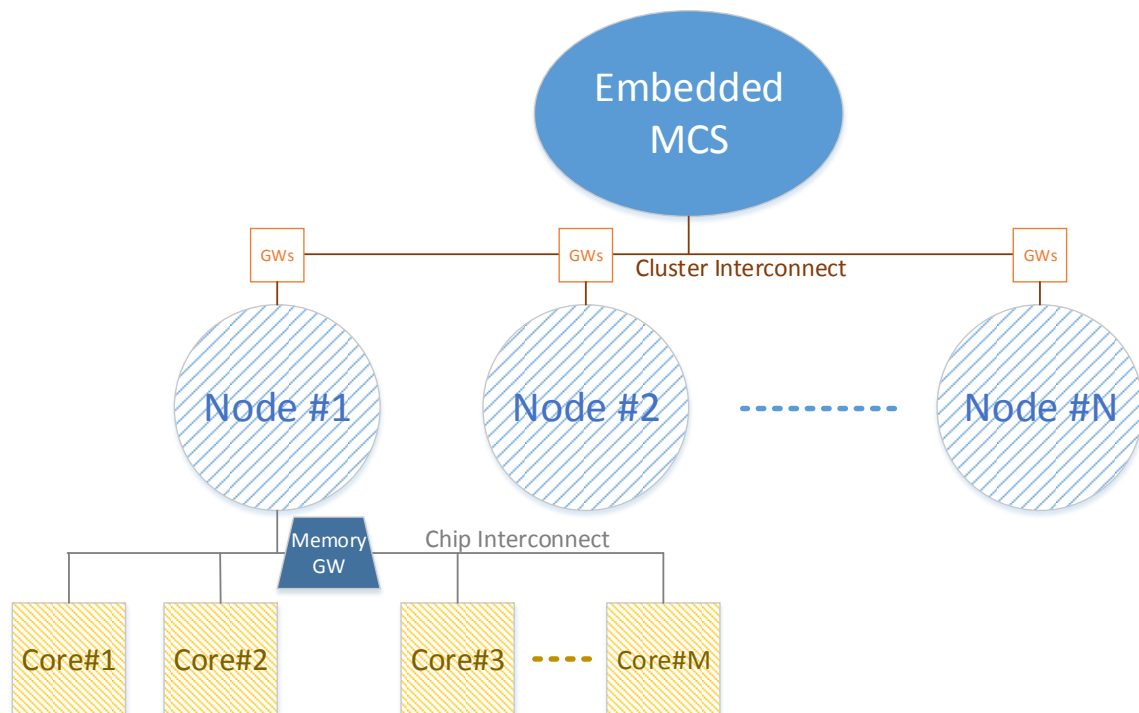 Embedded
MCS
GWs
GWs
GWs
Cluster Interconnect
Node #1
Node #2
Node #N
Memory
GW
Chip Interconnect
Core#1
Core#2
Core#3
Core#M